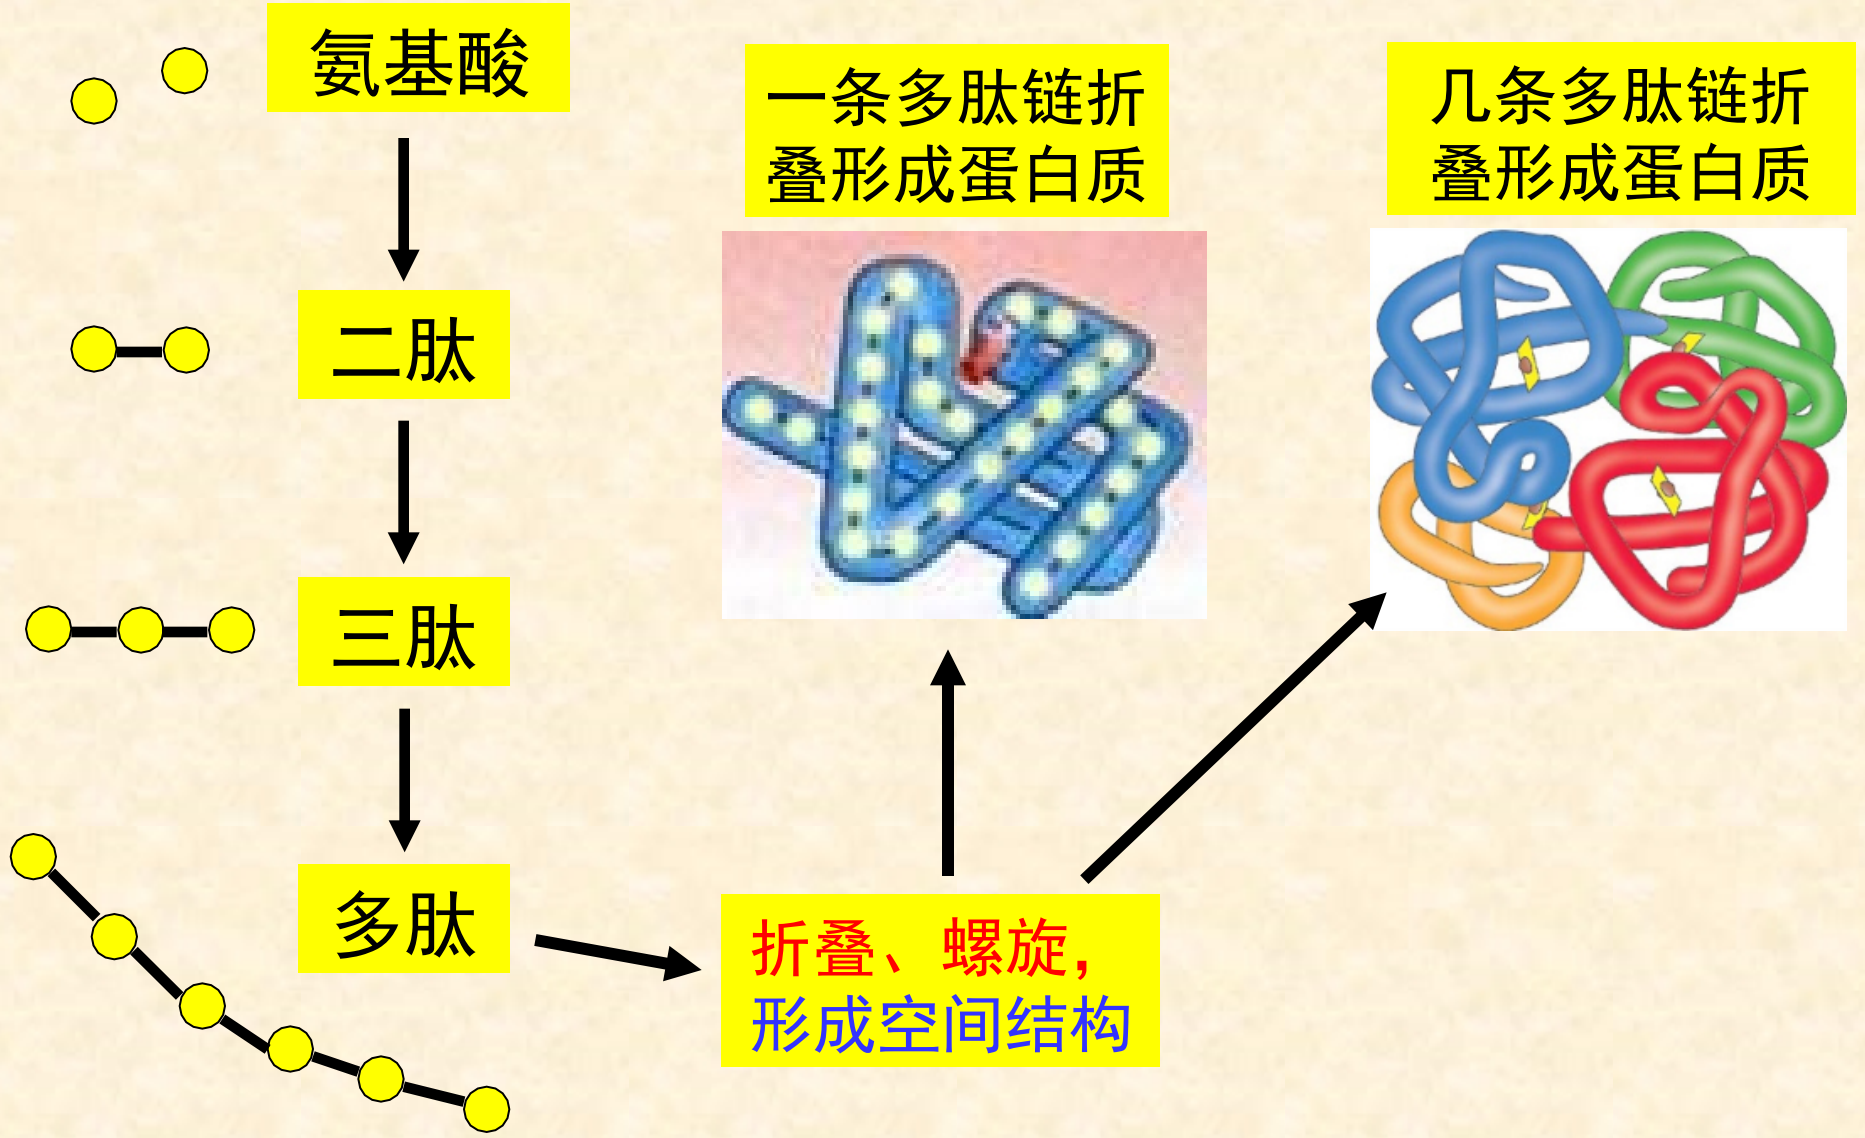 氨基酸
二肽
三肽
多肽
折叠、螺旋，
形成空间结构
一条多肽链折
叠形成蛋白质
几条多肽链折
叠形成蛋白质